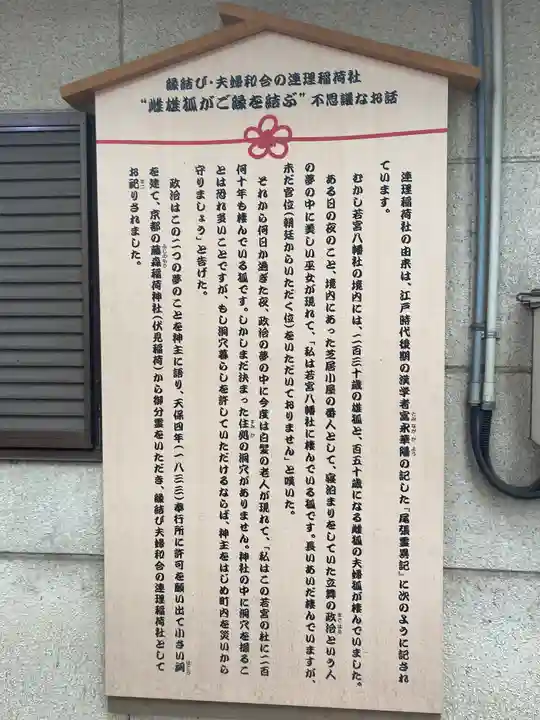 縁結び・夫婦和合の連理稲荷社
“雌雄狐がご縁を結ぶ”不思議なお話
連理稲荷社の由来は、江戸時代後期の漢学者富永華陽の記した「尾張霊異記」に次のように記され
ています。
むかし若宮八幡社の境内には、二百三十歳の雄狐と、百五十歳になる雌狐の夫婦狐が棲んでいました。
ある日の夜のこと、境内にあった芝居小屋の番人として、寝泊まりをしていた立舞の政治という人
の夢の中に美しい巫女が現れて、「私は若宮八幡社に棲んでいる狐です。長いあいだ棲んでいますが、
未だ官位(朝廷からいただく位)をいただいておりません」と嘆いた。
それから何日か過ぎた夜、政治の夢の中に今度は白髪の老人が現れて、「私はこの若宮の杜に二百
何十年も棲んでいる狐です。しかしまだ決まった住処の洞穴がありません。神社の中に洞穴を掘るこ
とは恐れ多いことですが、もし洞穴暮らしを許していただけるならば、神主をはじめ町内を災いから
守りましょう」と告げた。
政治はこの二つの夢のことを神主に語り、天保四年(一八三三)奉行所に許可を願い出て小さい祠
を建て、京都の藤森稲荷神社(伏見稲荷)から御分霊をいただき、縁結び夫婦和合の連理稲荷社として
お祀りされました。